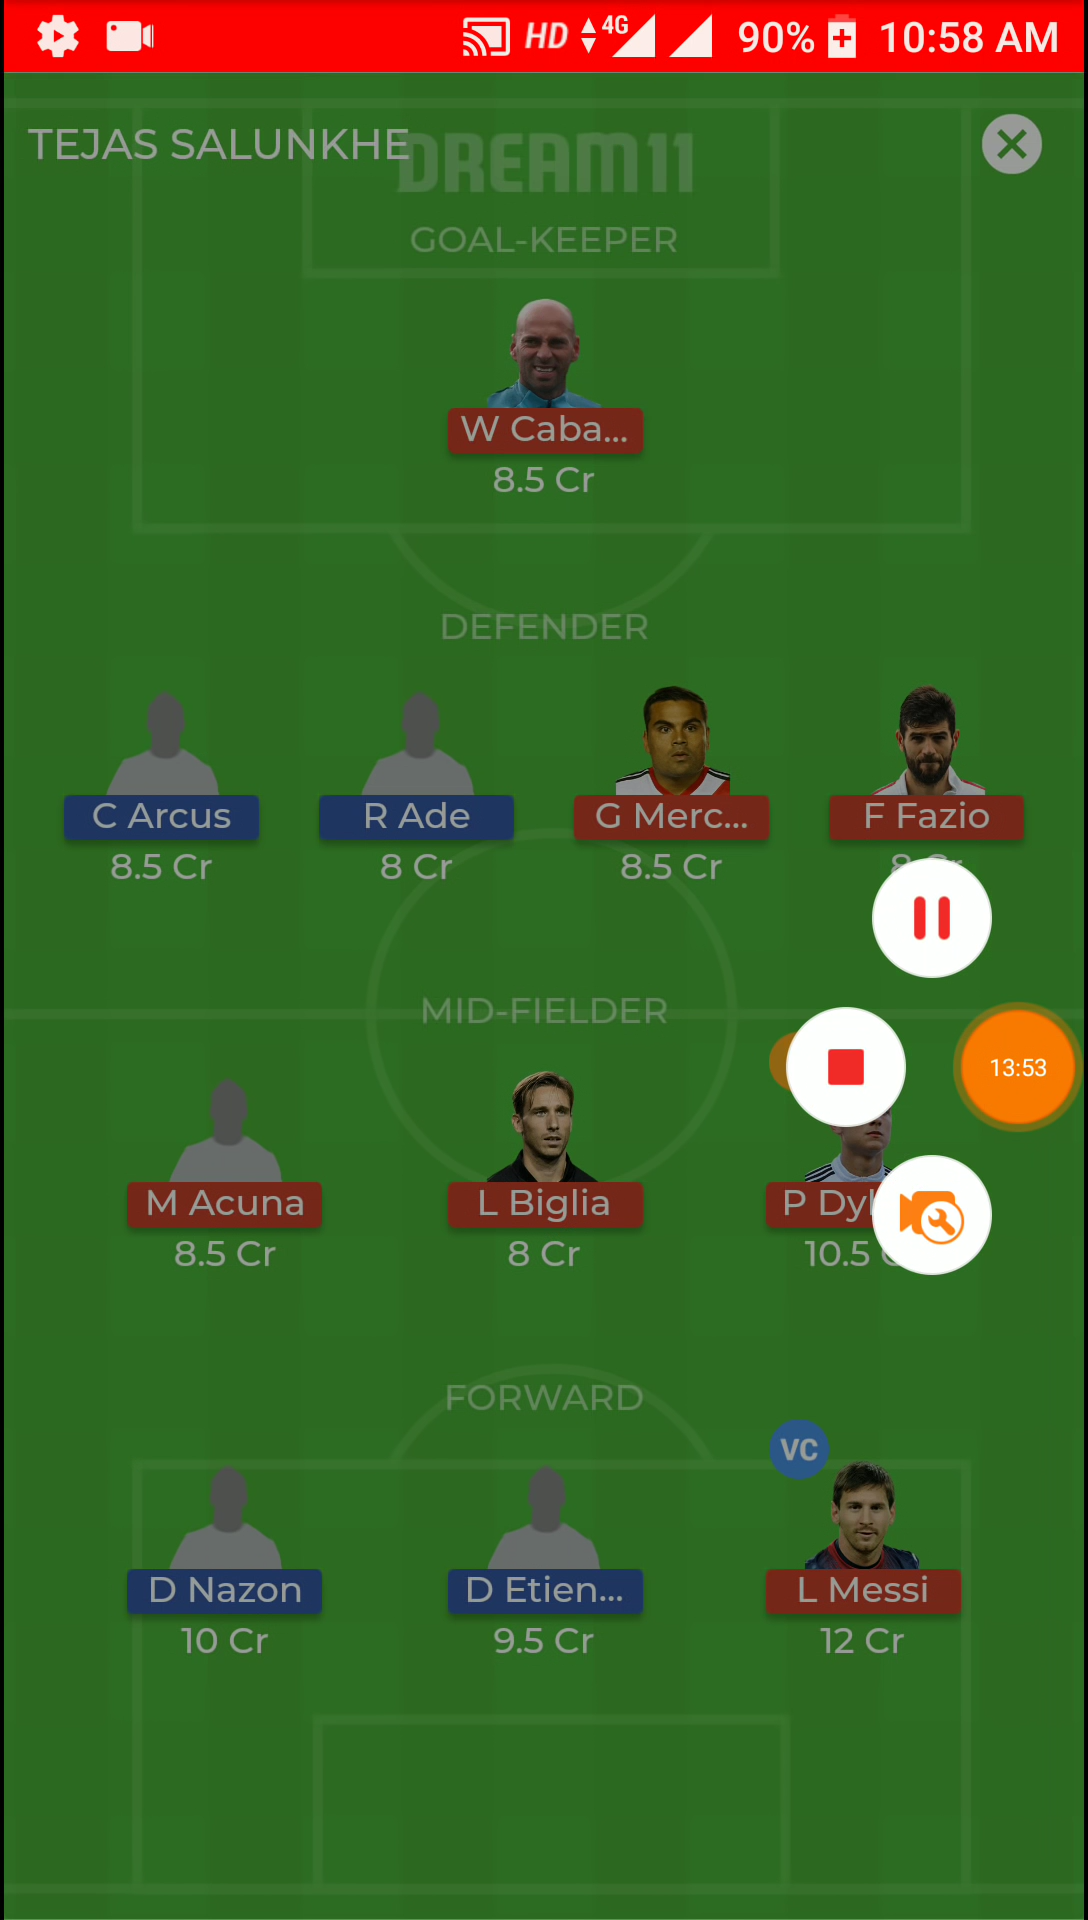 HD 4G 90% 10:58 AM
TEJAS SALUNKHE
DREAM11
GOAL-KEEPER
W Caba...
8.5 Cr
DEFENDER
C Arcus R Ade G Merc... F Fazio
8.5 Cr 8 Cr 8.5 Cr 8 Cr
MID-FIELDER
13:53
M Acuna L Biglia P Dy
8.5 Cr 8 Cr 10.5
FORWARD
VC
D Nazon D Etien... L Messi
10 Cr 9.5 Cr 12 Cr